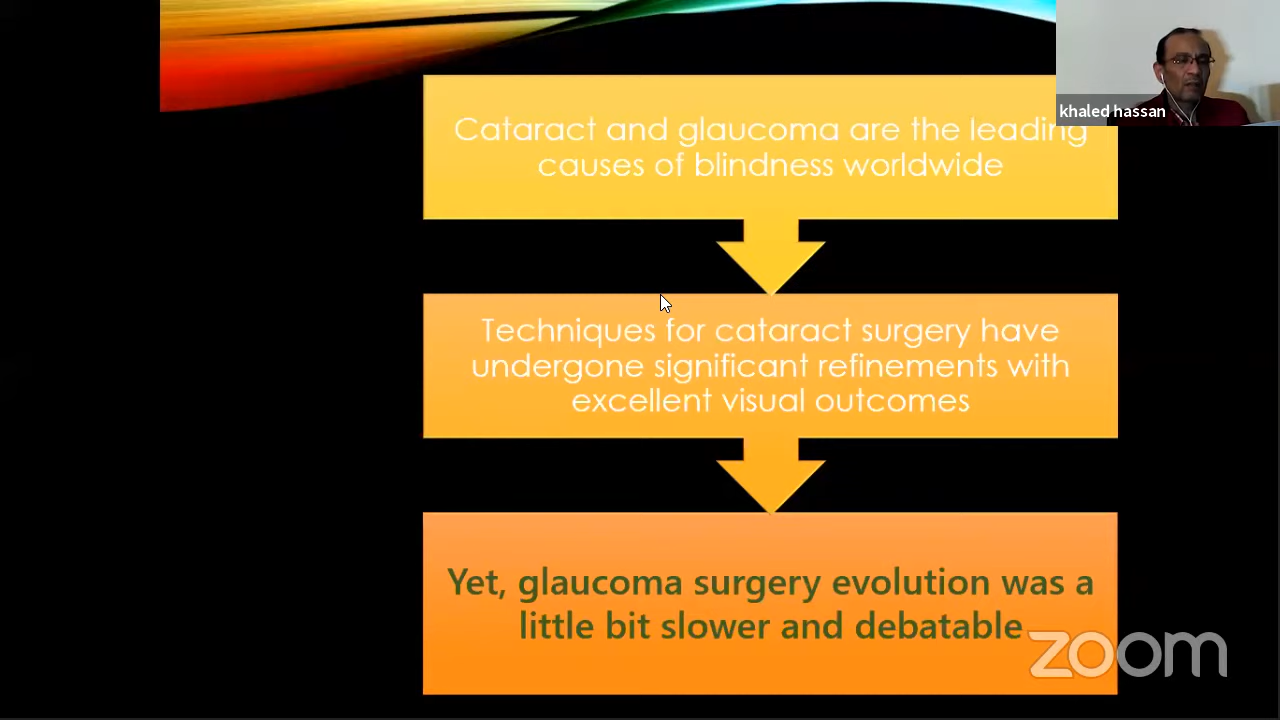 khaled hassan
Cataract and glaucoma are the leading
causes of blindness worldwide
Techniques for cataract surgery have
undergone significant refinements with
excellent visual outcomes
Yet, glaucoma surgery evolution was a
little bit slower and debatable
zoom